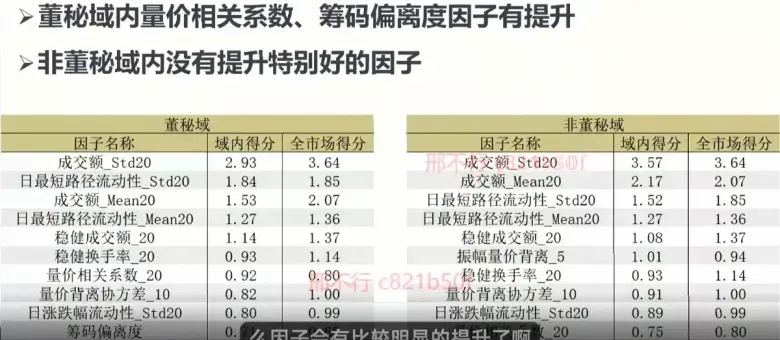 ➤董秘域内量价相关系数、筹码偏离度因子有提升
➤非董秘域内没有提升特别好的因子
董秘域
因子名称 域内得分 全市场得分
成交额_Std20 2.93 3.64
日最短路径流动性_Std20 1.84 1.85
成交额_Mean20 1.53 2.07
日最短路径流动性_Mean20 1.27 1.36
稳健成交额_20 1.14 1.37
稳健换手率_20 0.93 1.14
量价相关系数_20 0.92 0.80
量价背离协方差_10 0.82 1.00
日涨跌幅流动性_Std20 0.80 0.99
筹码偏离度
非董秘域
因子名称 域内得分 全市场得分
成交额_Std20 3.57 3.64
成交额_Mean20 2.17 2.07
日最短路径流动性_Std20 1.52 1.85
日最短路径流动性_Mean20 1.27 1.36
稳健成交额_20 1.08 1.37
振幅量价背离_5 1.01 0.94
稳健换手率_20 0.93 1.14
量价背离协方差_10 0.91 1.00
日涨跌幅流动性_Std20 0.89 0.99
0.75 0.80
邢不行 c821b50f
邢不行 c821b50f
么因子会有比较明显的提升了啊